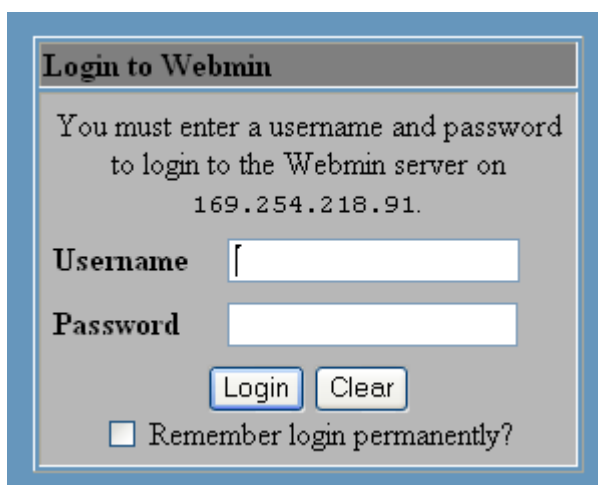 Login to Webmin
You must enter a username and password
to login to the Webmin server on
169.254.218.91.
Username
Password
Login Clear
Remember login permanently?